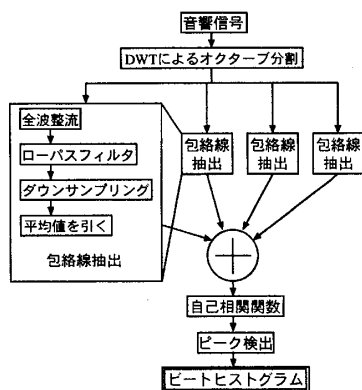 音響信号
DWTによるオクターブ分割
全波整流
ローパスフィルタ
ダウンサンプリング
平均値を引く
包絡線抽出
包絡線
抽出
包絡線
抽出
包絡線
抽出
自己相関関数
ピーク検出
ビートヒストグラム